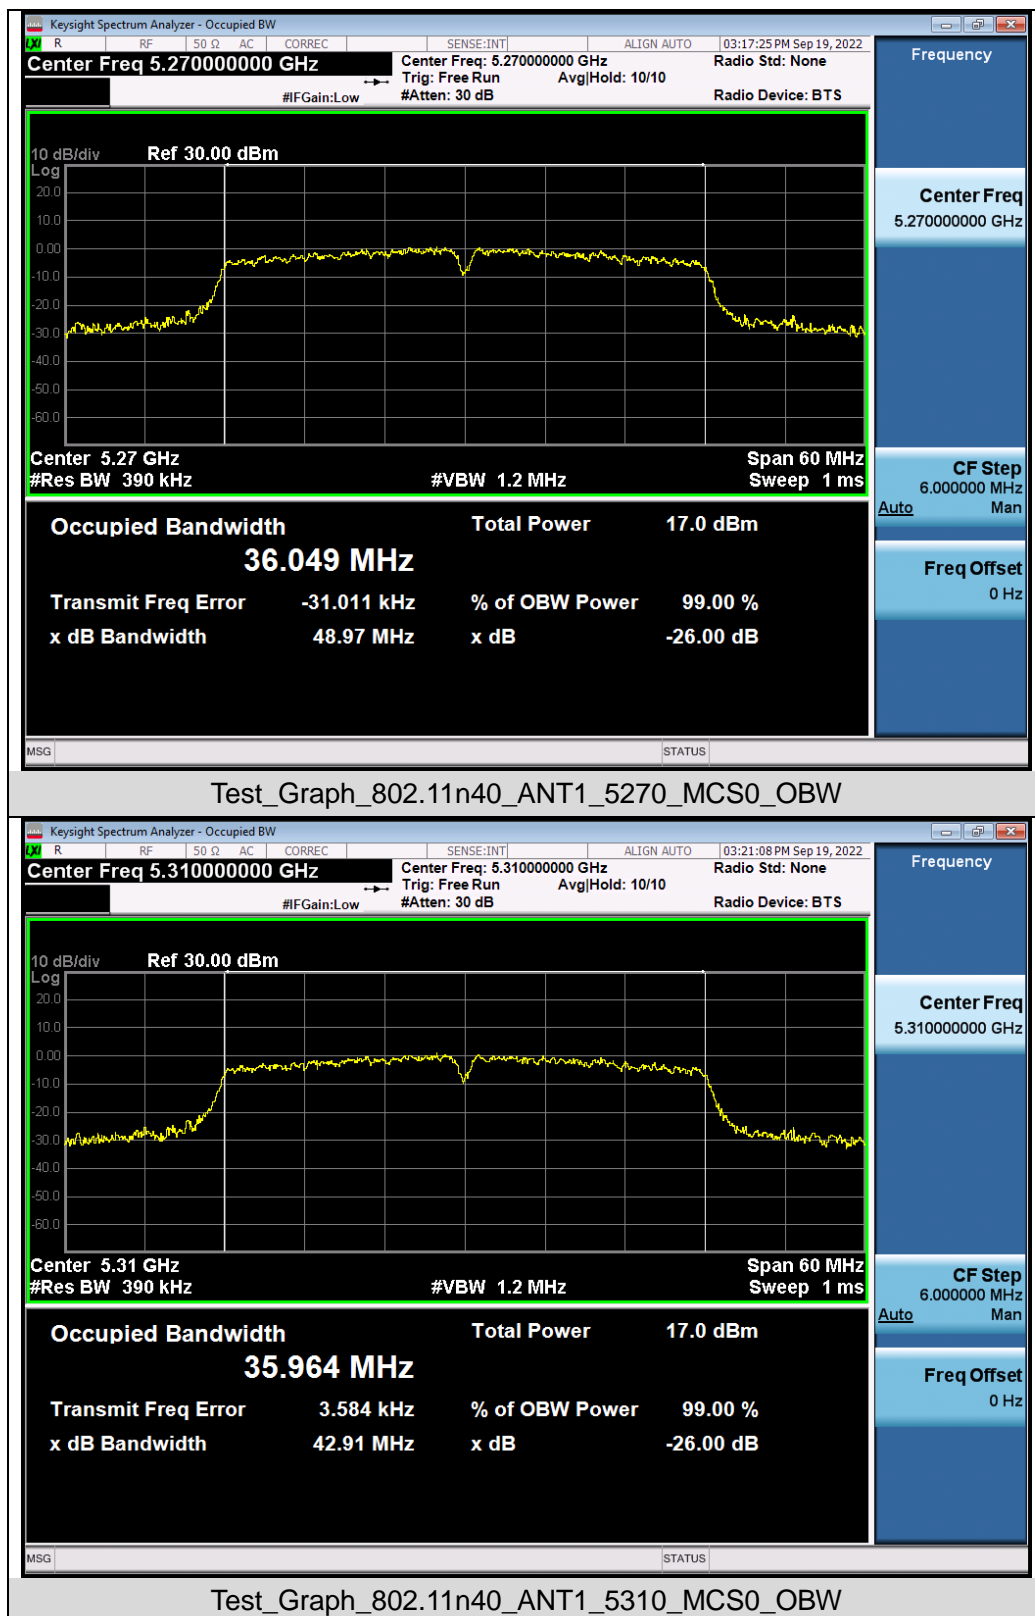 Keysight Spectrum Analyzer - Occupied BW
LXI R RF 50 Ω AC CORREC SENSE:INT ALIGN AUTO 03:17:25 PM Sep 19, 2022
Center Freq 5.270000000 GHz
Center Freq: 5.270000000 GHz
Radio Std: None
Trig: Free Run Avg|Hold: 10/10
#IFGain:Low
#Atten: 30 dB
Radio Device: BTS
Frequency
10 dB/div Ref 30.00 dBm
Log
20.0
10.0
0.00
-10.0
-20.0
-30.0
-40.0
-50.0
-60.0
Center 5.27 GHz Span 60 MHz
#Res BW 390 kHz #VBW 1.2 MHz Sweep 1 ms
Center Freq
5.270000000 GHz
CF Step
6.000000 MHz
Auto Man
Freq Offset
0 Hz
Occupied Bandwidth Total Power 17.0 dBm
36.049 MHz
Transmit Freq Error -31.011 kHz % of OBW Power 99.00 %
x dB Bandwidth 48.97 MHz x dB -26.00 dB
MSG STATUS
Test_Graph_802.11n40_ANT1_5270_MCS0_OBW
Keysight Spectrum Analyzer - Occupied BW
LXI R RF 50 Ω AC CORREC SENSE:INT ALIGN AUTO 03:21:08 PM Sep 19, 2022
Center Freq 5.310000000 GHz
Center Freq: 5.310000000 GHz
Radio Std: None
Trig: Free Run Avg|Hold: 10/10
#IFGain:Low
#Atten: 30 dB
Radio Device: BTS
Frequency
10 dB/div Ref 30.00 dBm
Log
20.0
10.0
0.00
-10.0
-20.0
-30.0
-40.0
-50.0
-60.0
Center 5.31 GHz Span 60 MHz
#Res BW 390 kHz #VBW 1.2 MHz Sweep 1 ms
Center Freq
5.310000000 GHz
CF Step
6.000000 MHz
Auto Man
Freq Offset
0 Hz
Occupied Bandwidth Total Power 17.0 dBm
35.964 MHz
Transmit Freq Error 3.584 kHz % of OBW Power 99.00 %
x dB Bandwidth 42.91 MHz x dB -26.00 dB
MSG STATUS
Test_Graph_802.11n40_ANT1_5310_MCS0_OBW